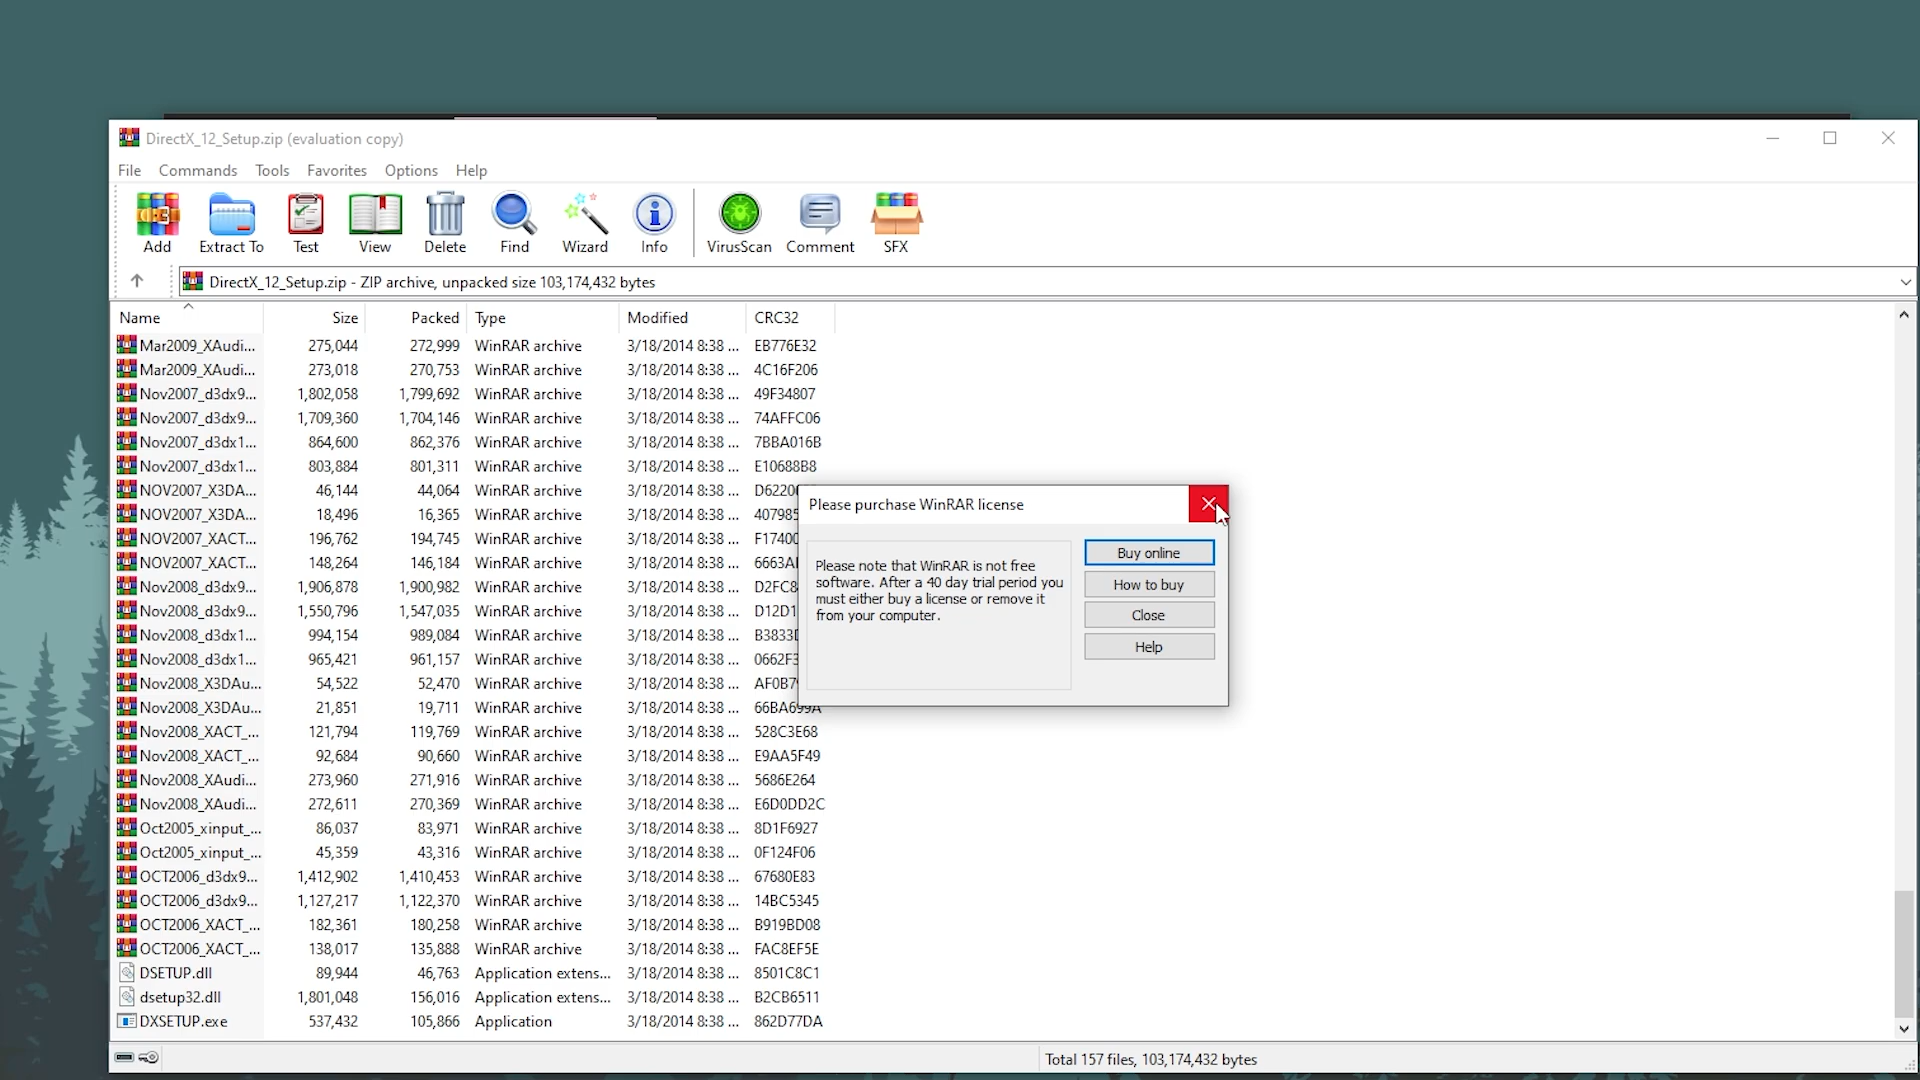 DirectX_12_Setup.zip (evaluation copy)
File Commands Tools Favorites Options Help
Add Extract To Test View Delete Find Wizard Info VirusScan Comment SFX
DirectX_12_Setup.zip - ZIP archive, unpacked size 103,174,432 bytes
Name Size Packed Type Modified CRC32
Mar2009_XAudi... 275,044 272,999 WinRAR archive 3/18/2014 8:38 ... EB776E32
Mar2009_XAudi... 273,018 270,753 WinRAR archive 3/18/2014 8:38 ... 4C16F206
Nov2007_d3dx9... 1,802,058 1,799,692 WinRAR archive 3/18/2014 8:38 ... 49F34807
Nov2007_d3dx9... 1,709,360 1,704,146 WinRAR archive 3/18/2014 8:38 ... 74AFFC06
Nov2007_d3dx1... 864,600 862,376 WinRAR archive 3/18/2014 8:38 ... 7BBA016B
Nov2007_d3dx1... 803,884 801,311 WinRAR archive 3/18/2014 8:38 ... E10688B8
NOV2007_X3DA... 46,144 44,064 WinRAR archive 3/18/2014 8:38 ...
NOV2007_X3DA... 18,496 16,365 WinRAR archive 3/18/2014 8:38 ... 407985
NOV2007_XACT... 196,762 194,745 WinRAR archive 3/18/2014 8:38 ... F1740
NOV2007_XACT... 148,264 146,184 WinRAR archive 3/18/2014 8:38 ... 6663A
Nov2008_d3dx9... 1,906,878 1,900,982 WinRAR archive 3/18/2014 8:38 ... D2FC8
Nov2008_d3dx9... 1,550,796 1,547,035 WinRAR archive 3/18/2014 8:38 ... D12D1
Nov2008_d3dx1... 994,154 989,084 WinRAR archive 3/18/2014 8:38 ... B3833
Nov2008_d3dx1... 965,421 961,157 WinRAR archive 3/18/2014 8:38 ... 0662F
Nov2008_X3DAu... 54,522 52,470 WinRAR archive 3/18/2014 8:38 ... AF0B7
Nov2008_X3DAu... 21,851 19,711 WinRAR archive 3/18/2014 8:38 ... 66BA699A
Nov2008_XACT_... 121,794 119,769 WinRAR archive 3/18/2014 8:38 ... 528C3E68
Nov2008_XACT_... 92,684 90,660 WinRAR archive 3/18/2014 8:38 ... E9AA5F49
Nov2008_XAudi... 273,960 271,916 WinRAR archive 3/18/2014 8:38 ... 5686E264
Nov2008_XAudi... 272,611 270,369 WinRAR archive 3/18/2014 8:38 ... E6D0DD2C
Oct2005_xinput_... 86,037 83,971 WinRAR archive 3/18/2014 8:38 ... 8D1F6927
Oct2005_xinput_... 45,359 43,316 WinRAR archive 3/18/2014 8:38 ... 0F124F06
OCT2006_d3dx9... 1,412,902 1,410,453 WinRAR archive 3/18/2014 8:38 ... 67680E83
OCT2006_d3dx9... 1,127,217 1,122,370 WinRAR archive 3/18/2014 8:38 ... 14BC5345
OCT2006_XACT_... 182,361 180,258 WinRAR archive 3/18/2014 8:38 ... B919BD08
OCT2006_XACT_... 138,017 135,888 WinRAR archive 3/18/2014 8:38 ... FAC8EF5E
DSETUP.dll 89,944 46,763 Application extens... 3/18/2014 8:38 ... 8501C8C1
dsetup32.dll 1,801,048 156,016 Application extens... 3/18/2014 8:38 ... B2CB6511
DXSETUP.exe 537,432 105,866 Application 3/18/2014 8:38 ... 862D77DA
Please purchase WinRAR license
Please note that WinRAR is not free
software. After a 40 day trial period you
must either buy a license or remove it
from your computer.
Buy online
How to buy
Close
Help
Total 157 files, 103,174,432 bytes